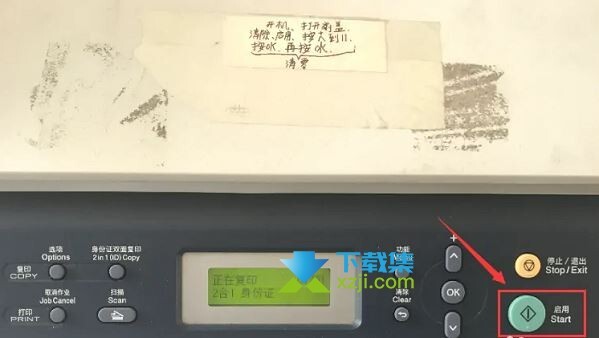 开机、打开前盖
清除、启用、按大到11.
按OK、再按OK.
清零
选项
Options
身份证双面复印
2 in 1 (ID) Copy
功能
+
停止 / 退出
Stop / Exit
复印
COPY
正在复印
2合1 身份证
下载集
xzji.com
取消作业
Job Cancel
扫描
Scan
清除
Clear
OK
启用
Start
打印
PRINT